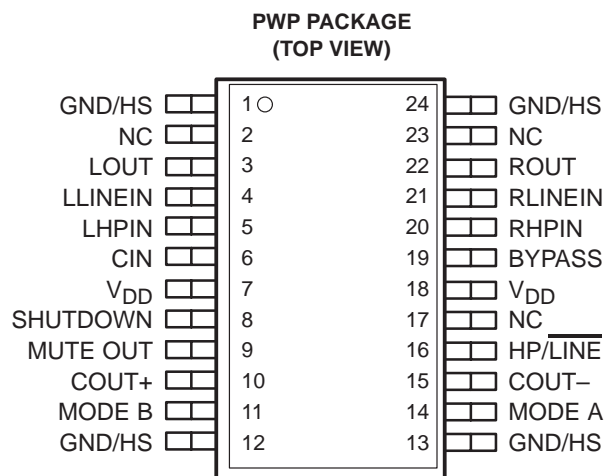 PWP PACKAGE
(TOP VIEW)
GND/HS 1 24 GND/HS
NC 2 23 NC
LOUT 3 22 ROUT
LLINEIN 4 21 RLINEIN
LHPIN 5 20 RHPIN
CIN 6 19 BYPASS
VDD 7 18 VDD
SHUTDOWN 8 17 NC
MUTE OUT 9 16 HP/LINE
COUT+ 10 15 COUT–
MODE B 11 14 MODE A
GND/HS 12 13 GND/HS